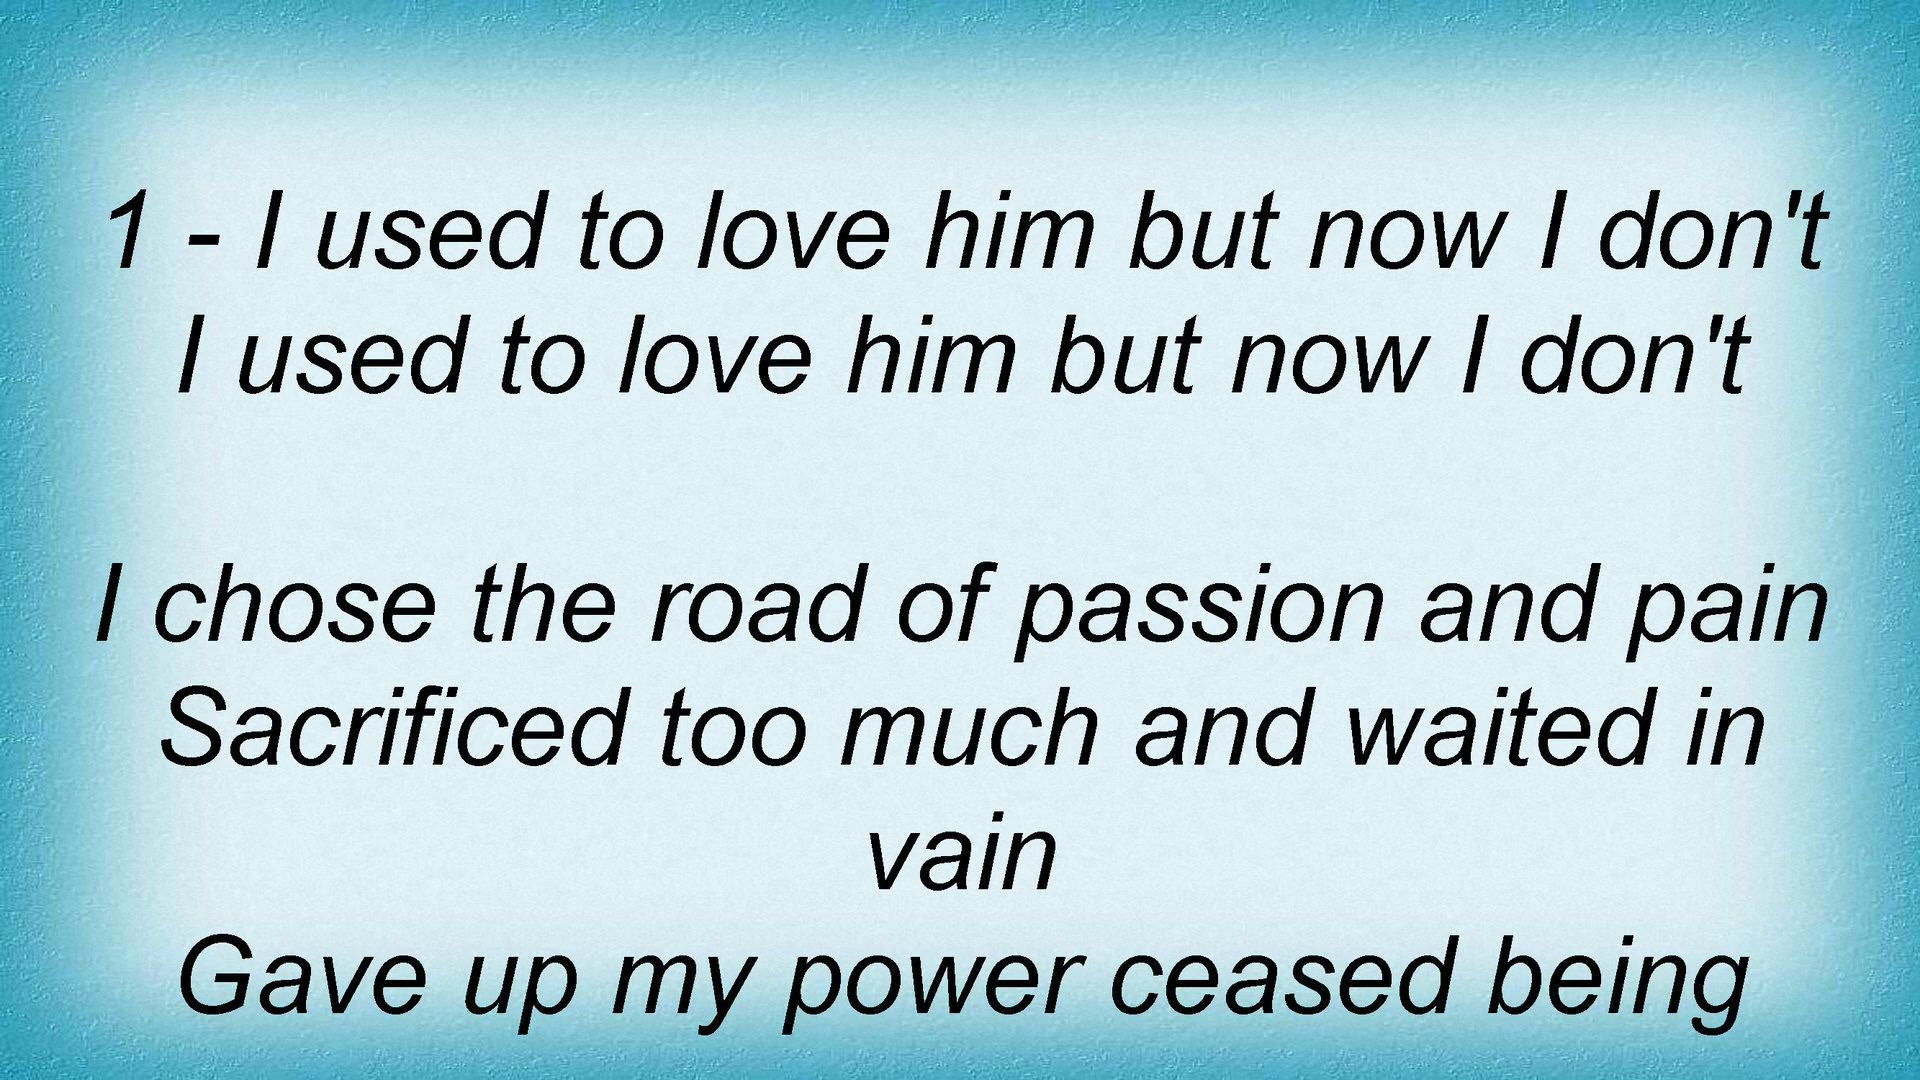 1 - I used to love him but now I don't
I used to love him but now I don't
I chose the road of passion and pain
Sacrificed too much and waited in
vain
Gave up my power ceased being